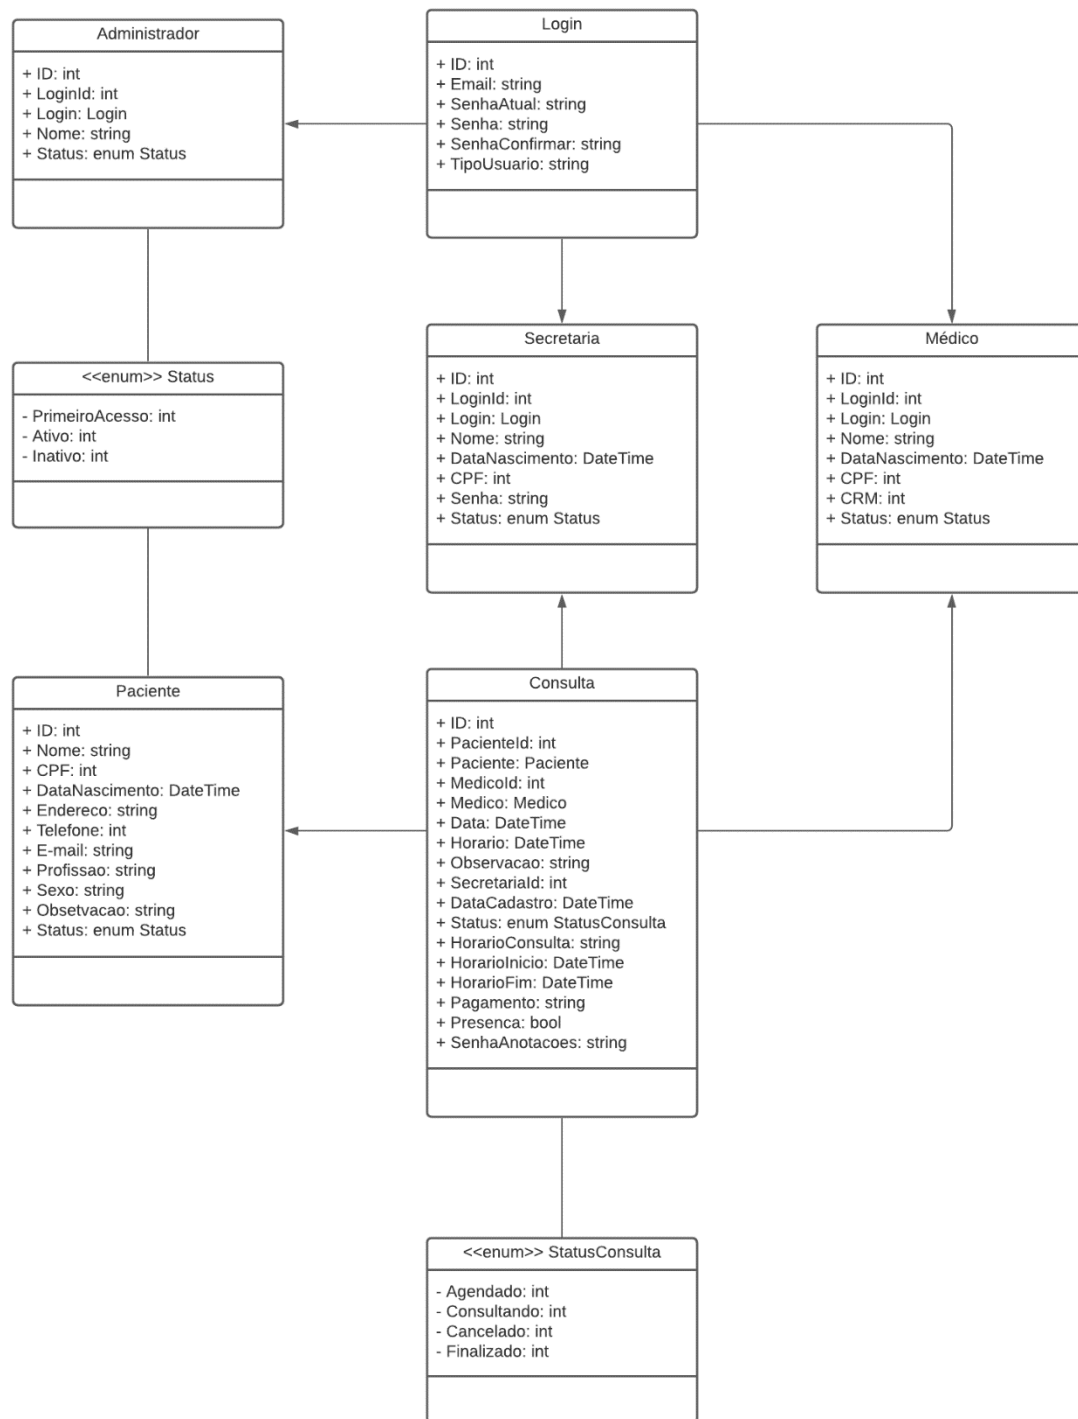 Administrador
+ ID: int
+ LoginId: int
+ Login: Login
+ Nome: string
+ Status: enum Status
Login
+ ID: int
+ Email: string
+ SenhaAtual: string
+ Senha: string
+ SenhaConfirmar: string
+ TipoUsuario: string
<<enum>> Status
- PrimeiroAcesso: int
- Ativo: int
- Inativo: int
Secretaria
+ ID: int
+ LoginId: int
+ Login: Login
+ Nome: string
+ DataNascimento: DateTime
+ CPF: int
+ Senha: string
+ Status: enum Status
Médico
+ ID: int
+ LoginId: int
+ Login: Login
+ Nome: string
+ DataNascimento: DateTime
+ CPF: int
+ CRM: int
+ Status: enum Status
Paciente
+ ID: int
+ Nome: string
+ CPF: int
+ DataNascimento: DateTime
+ Endereco: string
+ Telefone: int
+ E-mail: string
+ Profissao: string
+ Sexo: string
+ Obsetvacao: string
+ Status: enum Status
Consulta
+ ID: int
+ PacienteId: int
+ Paciente: Paciente
+ MedicoId: int
+ Medico: Medico
+ Data: DateTime
+ Horario: DateTime
+ Observacao: string
+ SecretariaId: int
+ DataCadastro: DateTime
+ Status: enum StatusConsulta
+ HorarioConsulta: string
+ HorarioInicio: DateTime
+ HorarioFim: DateTime
+ Pagamento: string
+ Presenca: bool
+ SenhaAnotacoes: string
<<enum>> StatusConsulta
- Agendado: int
- Consultando: int
- Cancelado: int
- Finalizado: int